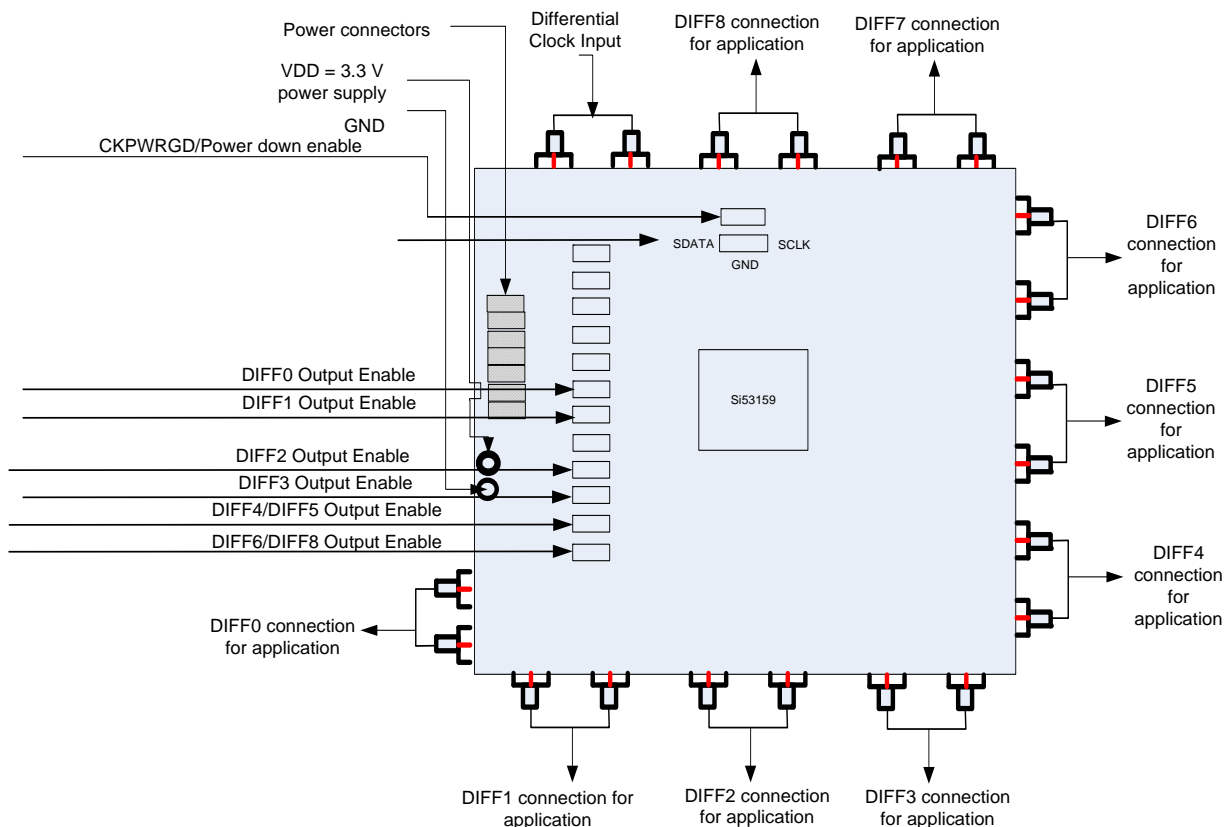 Power connectors
VDD = 3.3 V
power supply
GND
CKPWRGD/Power down enable
Differential
Clock Input
DIFF8 connection
for application
DIFF7 connection
for application
SDATA
SCLK
GND
DIFF6
connection
for
application
DIFF0 Output Enable
DIFF1 Output Enable
Si53159
DIFF5
connection
for
application
DIFF2 Output Enable
DIFF3 Output Enable
DIFF4/DIFF5 Output Enable
DIFF6/DIFF8 Output Enable
DIFF4
connection
for
application
DIFF0 connection
for application
DIFF1 connection for
application
DIFF2 connection
for application
DIFF3 connection
for application